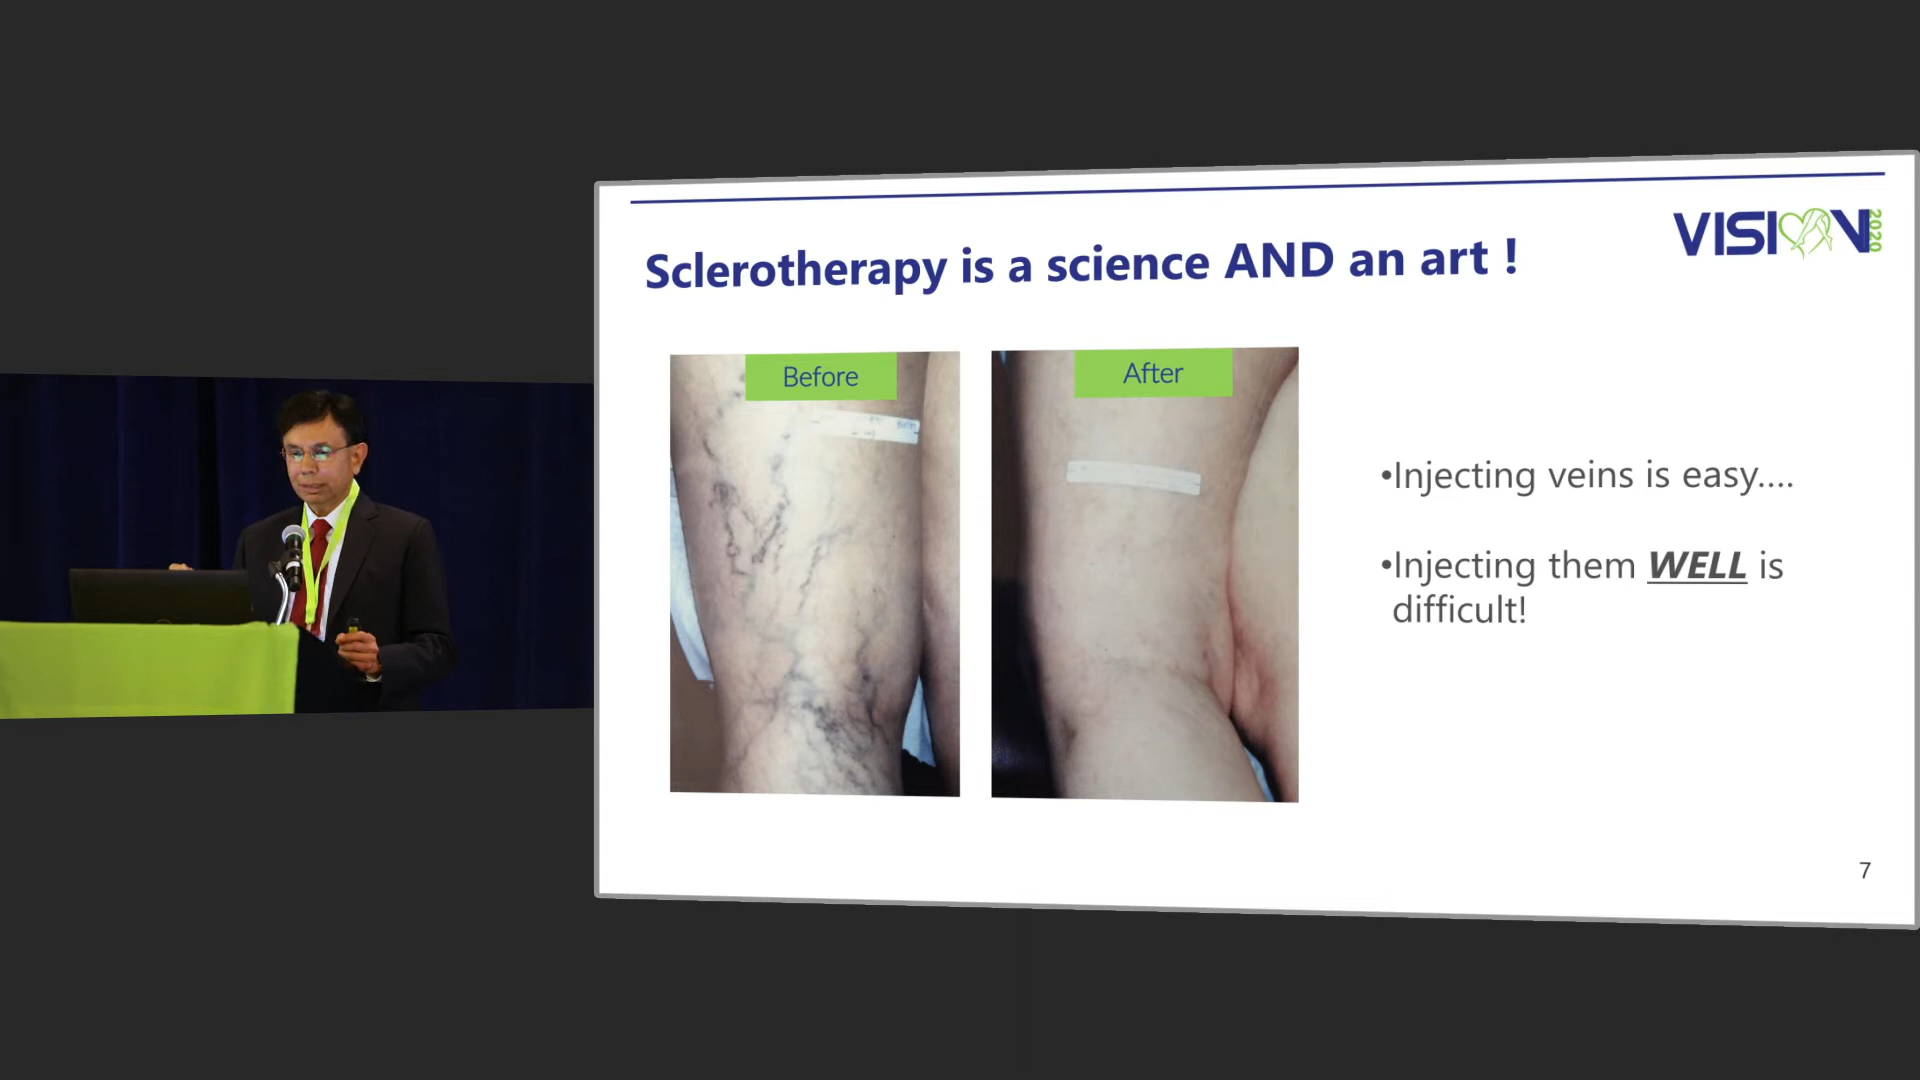 VISION 2020
Sclerotherapy is a science AND an art !
Before
After
•Injecting veins is easy....
•Injecting them WELL is
difficult!
7